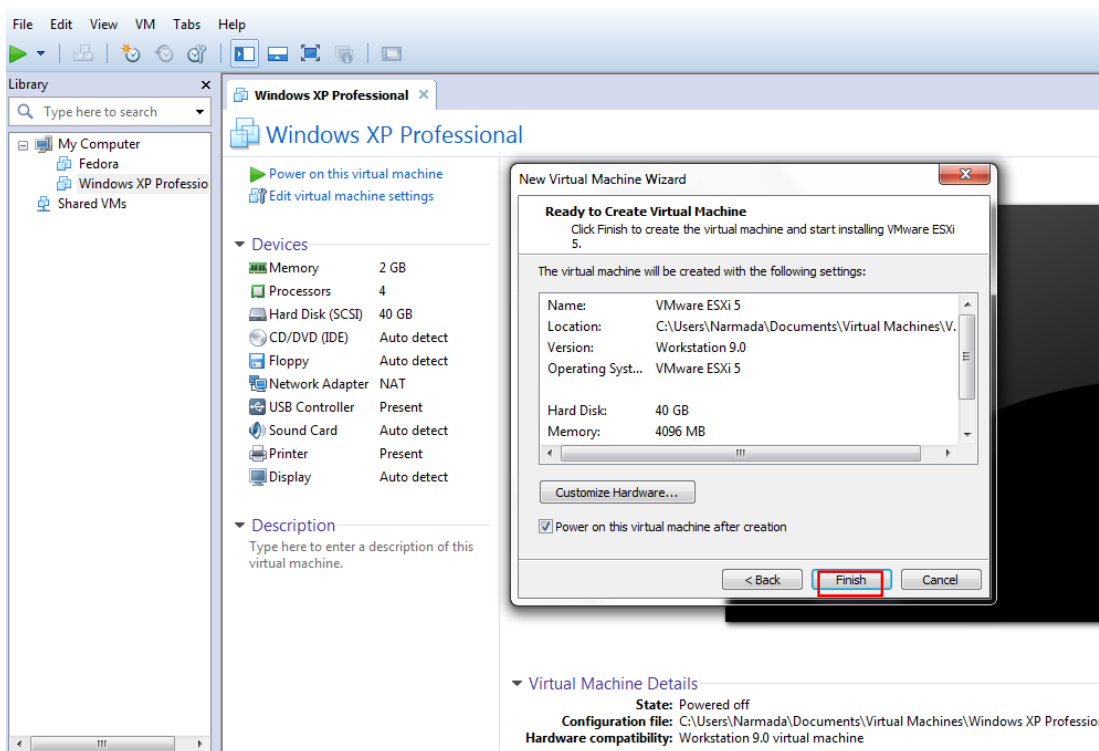 File Edit View VM Tabs Help
Library
Type here to search
My Computer
Fedora
Windows XP Professio
Shared VMs
Windows XP Professional
Windows XP Professional
Power on this virtual machine
Edit virtual machine settings
Devices
Memory 2 GB
Processors 4
Hard Disk (SCSI) 40 GB
CD/DVD (IDE) Auto detect
Floppy Auto detect
Network Adapter NAT
USB Controller Present
Sound Card Auto detect
Printer Present
Display Auto detect
Description
Type here to enter a description of this
virtual machine.
New Virtual Machine Wizard
Ready to Create Virtual Machine
Click Finish to create the virtual machine and start installing VMware ESXi
5.
The virtual machine will be created with the following settings:
Name: VMware ESXi 5
Location: C:\Users\Narmada\Documents\Virtual Machines\V...
Version: Workstation 9.0
Operating Syst... VMware ESXi 5
Hard Disk: 40 GB
Memory: 4096 MB
Customize Hardware...
Power on this virtual machine after creation
< Back Finish Cancel
Virtual Machine Details
State: Powered off
Configuration file: C:\Users\Narmada\Documents\Virtual Machines\Windows XP Professio
Hardware compatibility: Workstation 9.0 virtual machine